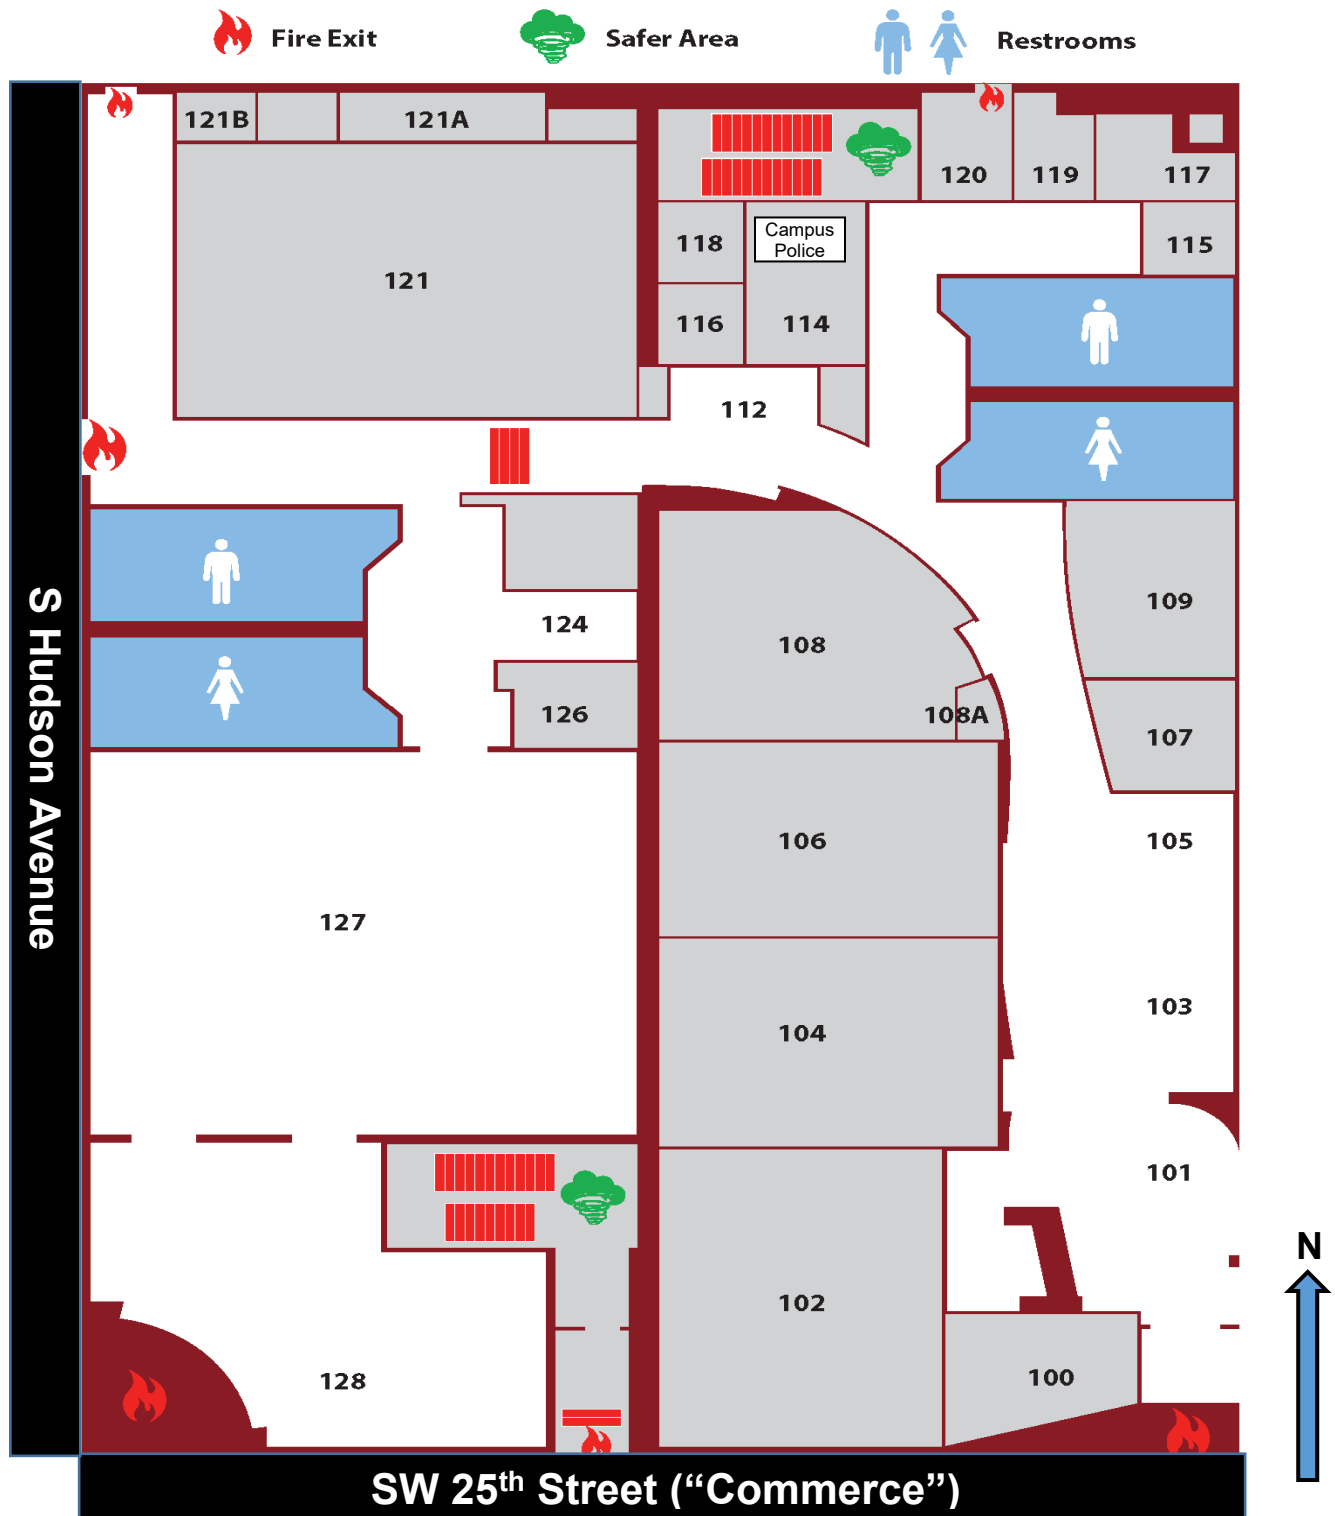 Fire Exit
Safer Area
Restrooms
121B
121A
120
119
117
118
Campus
Police
115
121
116
114
112
109
124
108
126
108A
107
106
105
127
103
104
101
102
128
100
S Hudson Avenue
N
SW 25th Street (“Commerce”)